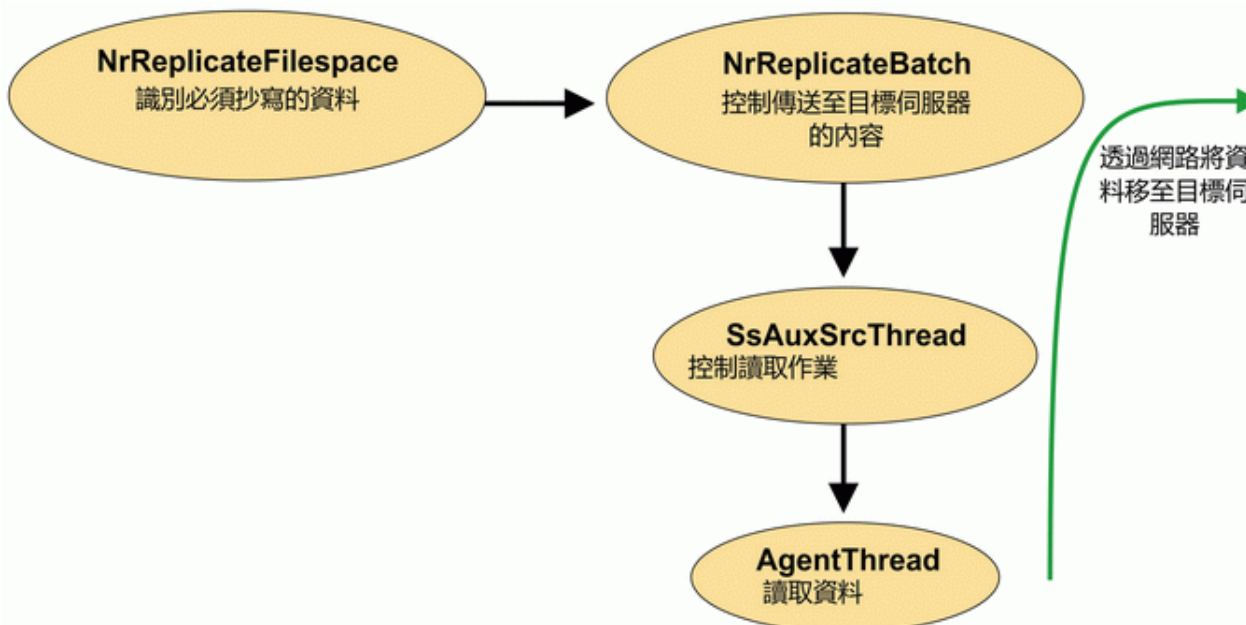 NrReplicateFilespace
識別必須抄寫的資料
NrReplicateBatch
控制傳送至目標伺服器
的內容
透過網路將資
料移至目標伺
服器
SsAuxSrcThread
控制讀取作業
AgentThread
讀取資料